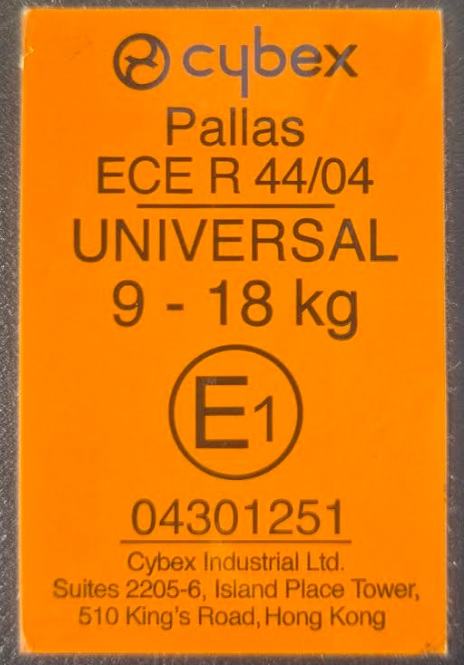 cybex
Pallas
ECE R 44/04
UNIVERSAL
9 - 18 kg
E1
04301251
Cybex Industrial Ltd.
Suites 2205-6, Island Place Tower,
510 King's Road, Hong Kong